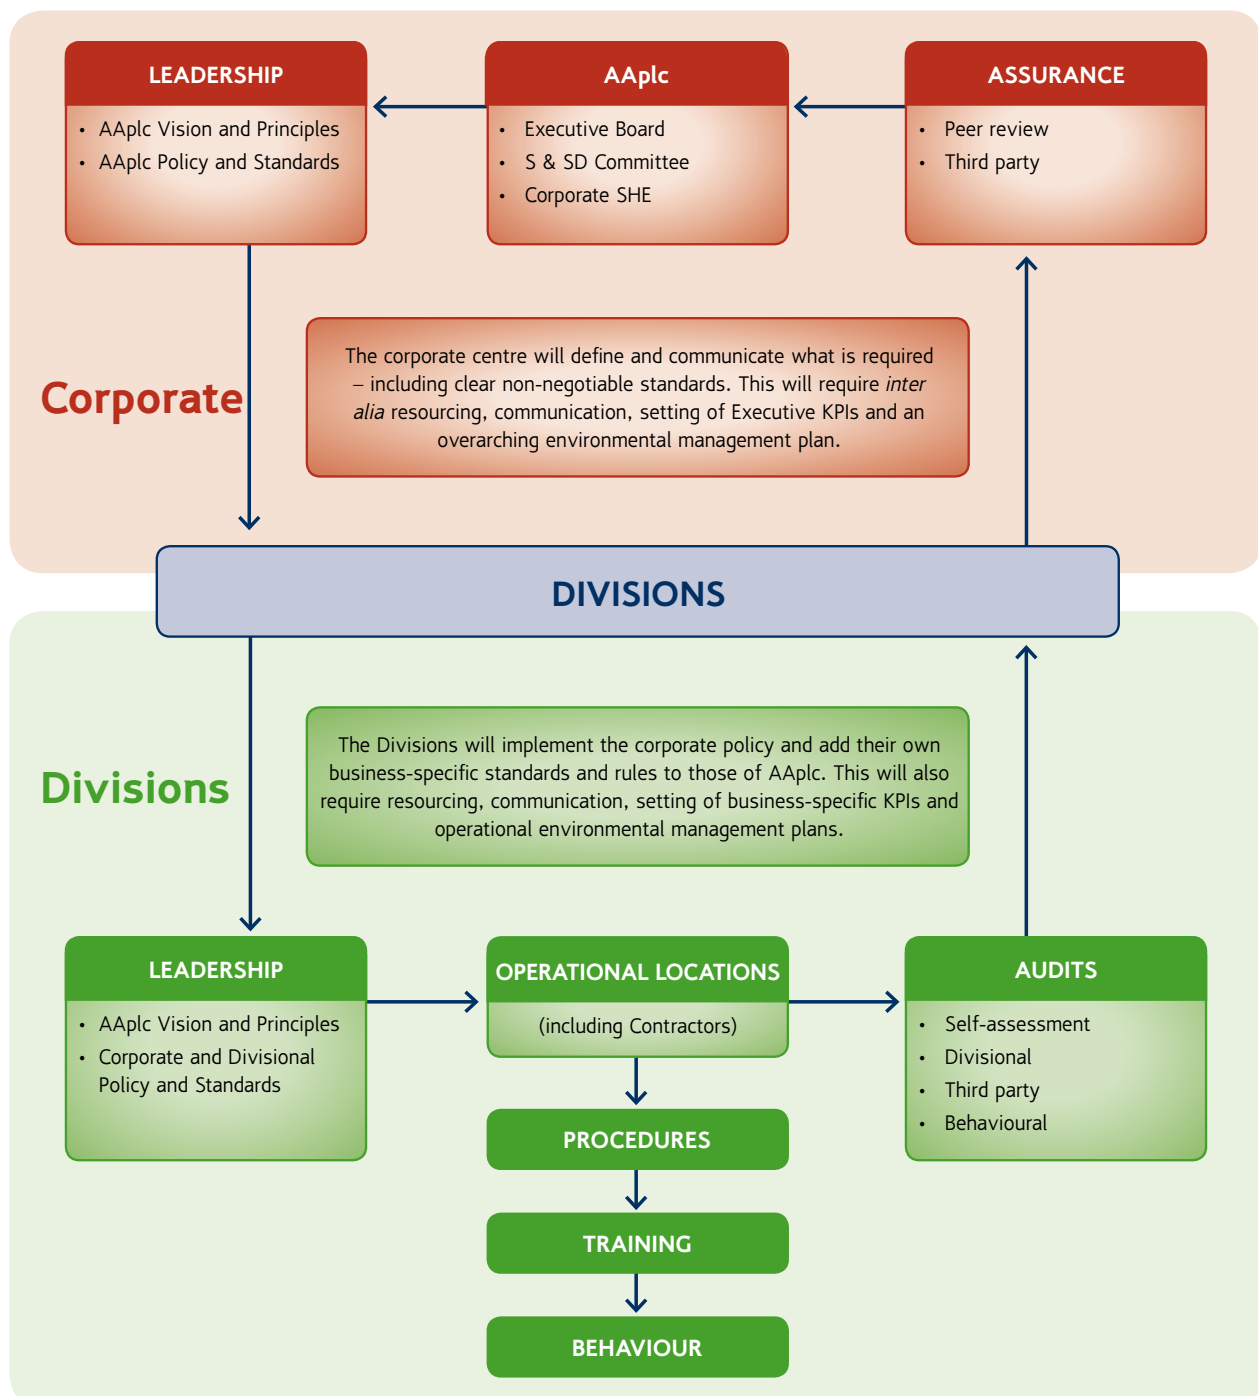 LEADERSHIP
• AAplc Vision and Principles
• AAplc Policy and Standards
AAplc
• Executive Board
• S & SD Committee
• Corporate SHE
ASSURANCE
• Peer review
• Third party
Corporate
The corporate centre will define and communicate what is required
– including clear non-negotiable standards. This will require inter
alia resourcing, communication, setting of Executive KPIs and an
overarching environmental management plan.
DIVISIONS
Divisions
The Divisions will implement the corporate policy and add their own
business-specific standards and rules to those of AAplc. This will also
require resourcing, communication, setting of business-specific KPIs and
operational environmental management plans.
LEADERSHIP
• AAplc Vision and Principles
• Corporate and Divisional
Policy and Standards
OPERATIONAL LOCATIONS
(including Contractors)
PROCEDURES
TRAINING
BEHAVIOUR
AUDITS
• Self-assessment
• Divisional
• Third party
• Behavioural